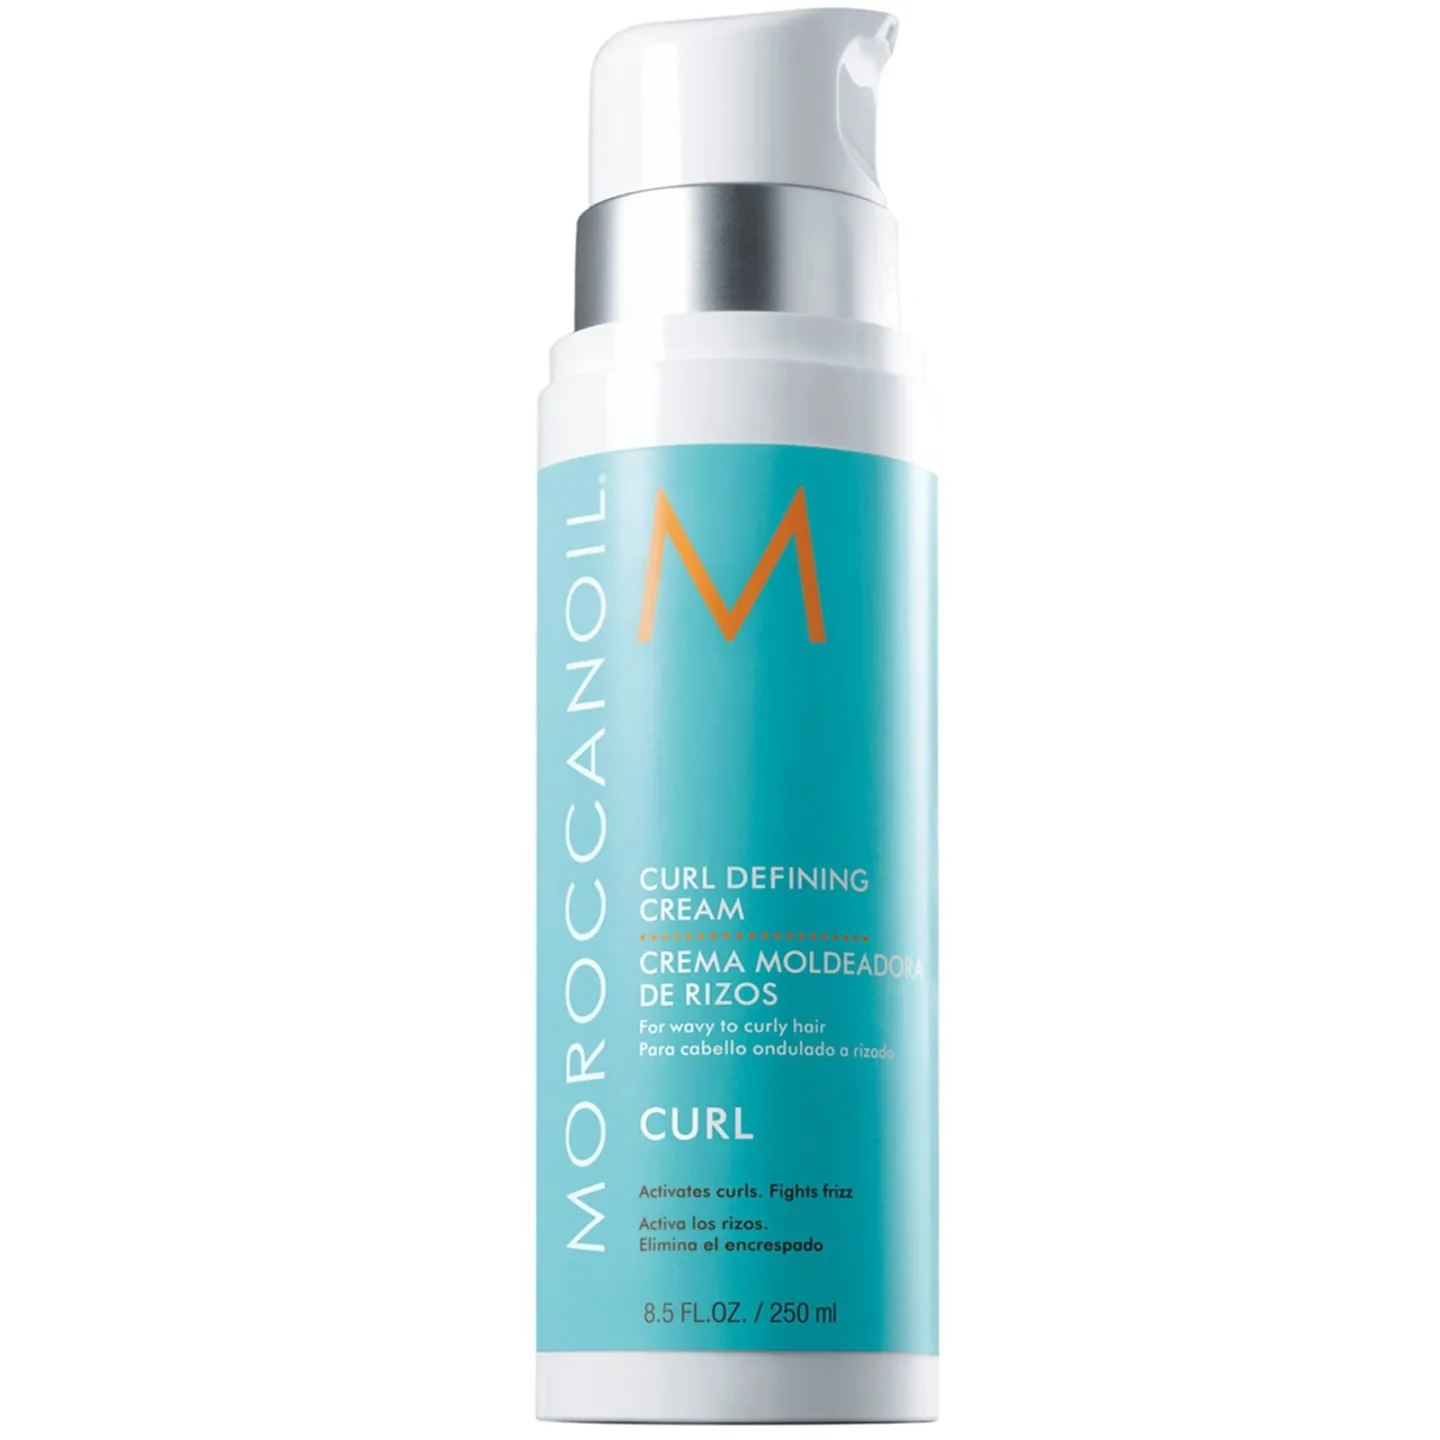 MOROCCANOIL.
M
CURL DEFINING
CREAM
CREMA MOLDEADORA
DE RIZOS
For wavy to curly hair
Para cabello ondulado a rizado
CURL
Activates curls. Fights frizz
Activa los rizos.
Elimina el encrespado
8.5 FL.OZ. / 250 ml